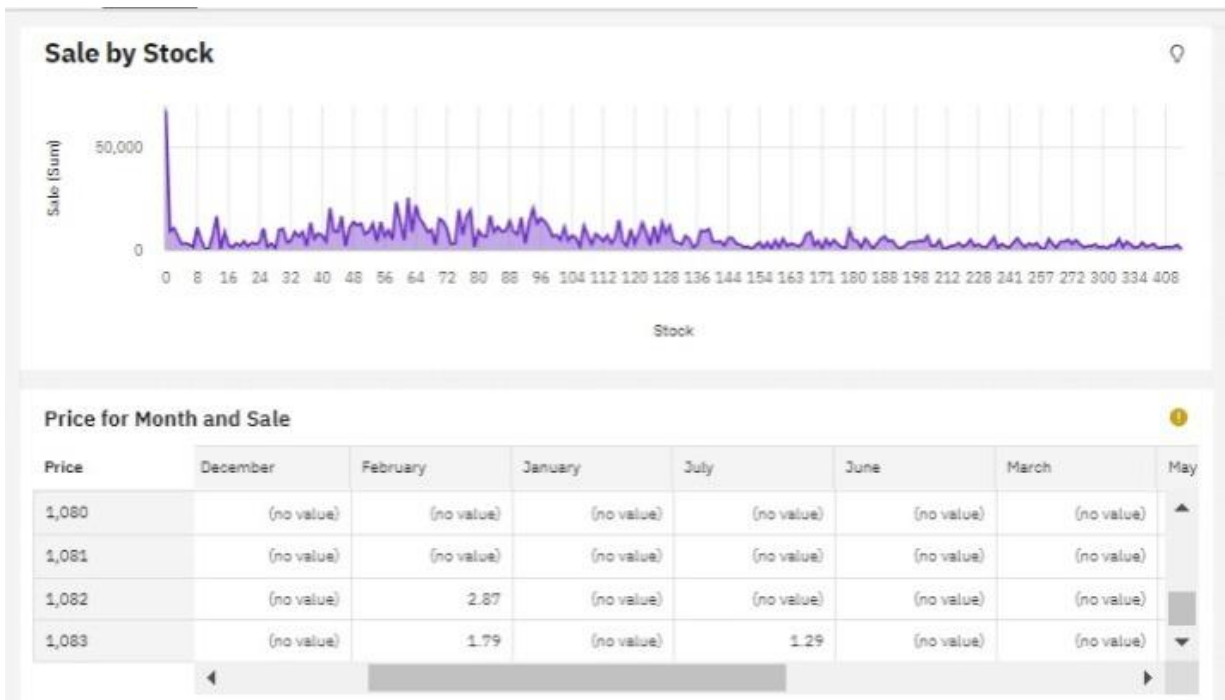 Sale by Stock
Sale (Sum)
50,000
0
0 8 16 24 32 40 48 56 64 72 80 88 96 104 112 120 128 136 144 154 163 171 180 188 198 212 228 241 257 272 300 334 408
Stock
Price for Month and Sale
Price December February January July June March May
1,080 (no value) (no value) (no value) (no value) (no value) (no value)
1,081 (no value) (no value) (no value) (no value) (no value) (no value)
1,082 (no value) 2.87 (no value) (no value) (no value) (no value)
1,083 (no value) 1.79 (no value) 1.29 (no value) (no value)